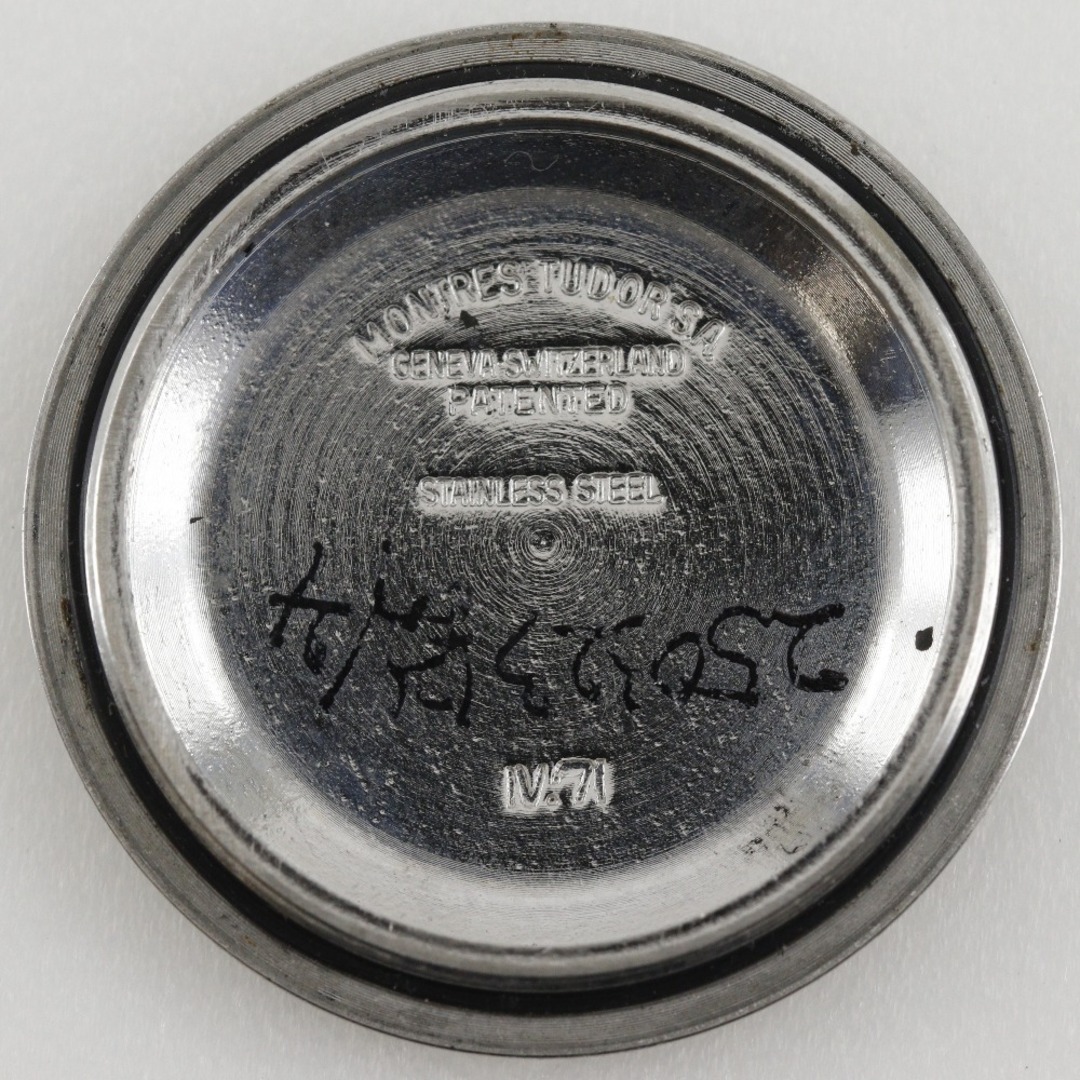 MONTRES TUDOR S.A
GENEVA-SWITZERLAND
PATENTED
STAINLESS STEEL
IV.71